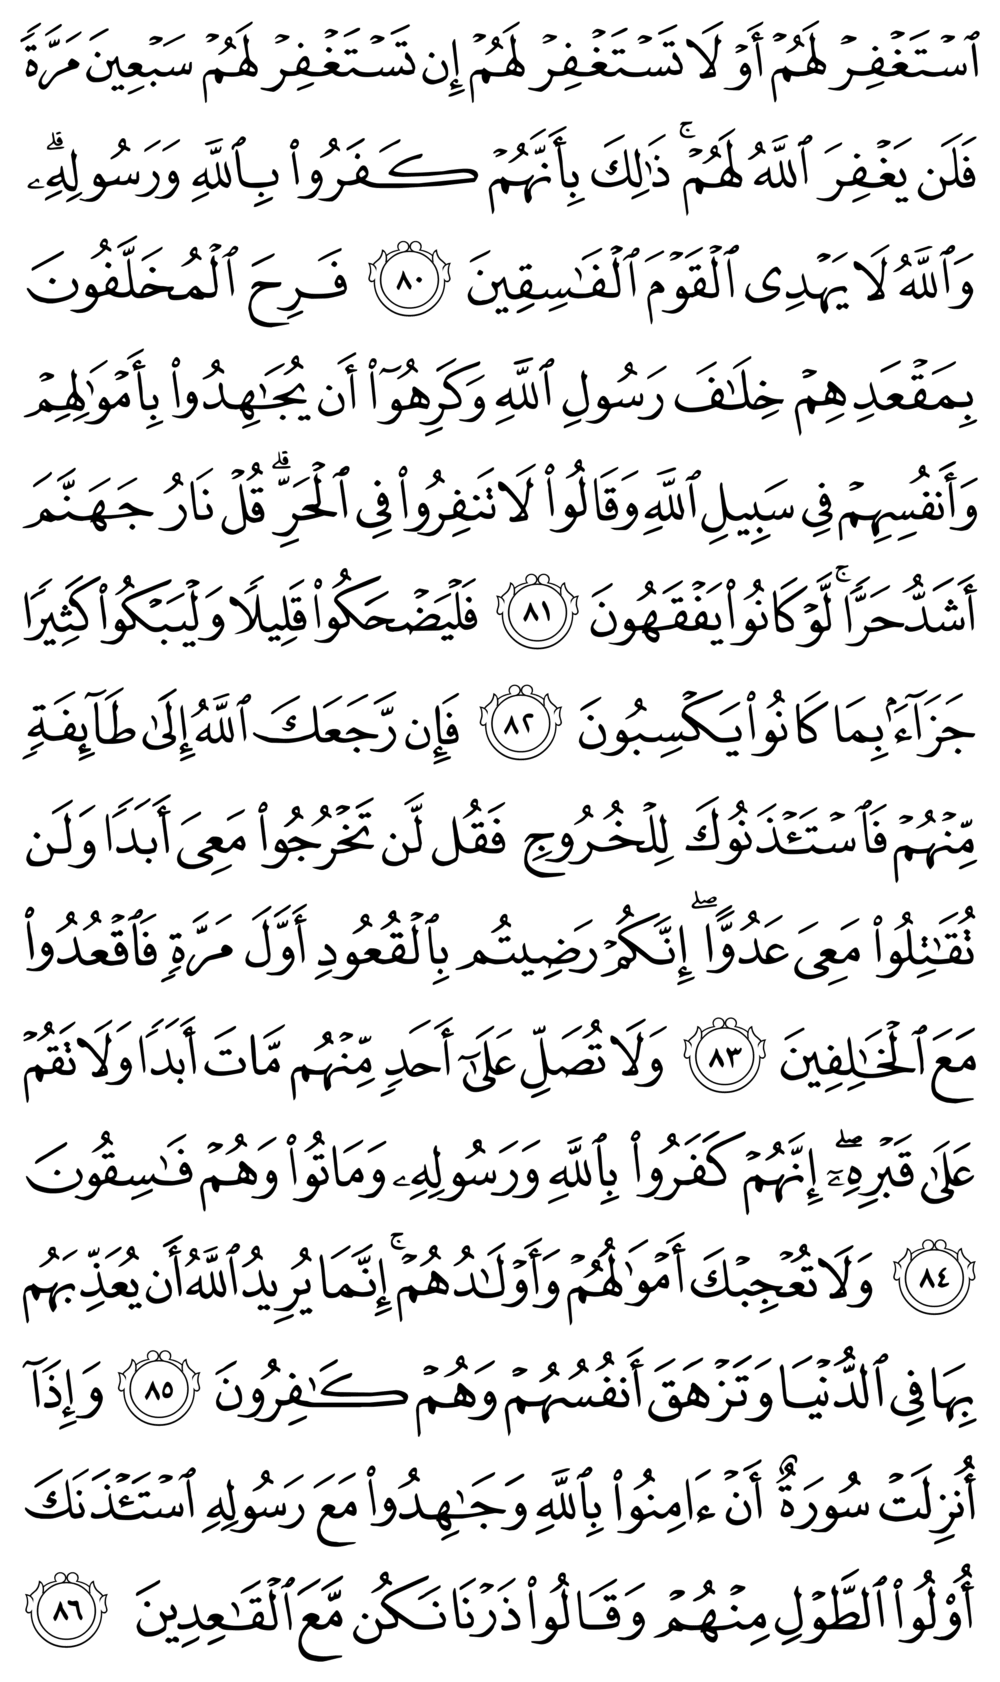 ٱسۡتَغۡفِرۡ لَهُمۡ أَوۡ لَا تَسۡتَغۡفِرۡ لَهُمۡ إِن تَسۡتَغۡفِرۡ لَهُمۡ سَبۡعِينَ مَرَّةٗ
فَلَن يَغۡفِرَ ٱللَّهُ لَهُمۡۚ ذَٰلِكَ بِأَنَّهُمۡ كَفَرُواْ بِٱللَّهِ وَرَسُولِهِۦۗ
وَٱللَّهُ لَا يَهۡدِي ٱلۡقَوۡمَ ٱلۡفَٰسِقِينَ ٨٠ فَرِحَ ٱلۡمُخَلَّفُونَ
بِمَقۡعَدِهِمۡ خِلَٰفَ رَسُولِ ٱللَّهِ وَكَرِهُوٓاْ أَن يُجَٰهِدُواْ بِأَمۡوَٰلِهِمۡ
وَأَنفُسِهِمۡ فِي سَبِيلِ ٱللَّهِ وَقَالُواْ لَا تَنفِرُواْ فِي ٱلۡحَرِّۗ قُلۡ نَارُ جَهَنَّمَ
أَشَدُّ حَرّٗاۚ لَّوۡ كَانُواْ يَفۡقَهُونَ ٨١ فَلۡيَضۡحَكُواْ قَلِيلٗا وَلۡيَبۡكُواْ كَثِيرٗا
جَزَآءَۢ بِمَا كَانُواْ يَكۡسِبُونَ ٨٢ فَإِن رَّجَعَكَ ٱللَّهُ إِلَىٰ طَآئِفَةٖ
مِّنۡهُمۡ فَٱسۡتَـٔۡذَنُوكَ لِلۡخُرُوجِ فَقُل لَّن تَخۡرُجُواْ مَعِيَ أَبَدٗا وَلَن
تُقَٰتِلُواْ مَعِيَ عَدُوًّاۖ إِنَّكُمۡ رَضِيتُم بِٱلۡقُعُودِ أَوَّلَ مَرَّةٖ فَٱقۡعُدُواْ
مَعَ ٱلۡخَٰلِفِينَ ٨٣ وَلَا تُصَلِّ عَلَىٰٓ أَحَدٖ مِّنۡهُم مَّاتَ أَبَدٗا وَلَا تَقُمۡ
عَلَىٰ قَبۡرِهِۦٓۖ إِنَّهُمۡ كَفَرُواْ بِٱللَّهِ وَرَسُولِهِۦ وَمَاتُواْ وَهُمۡ فَٰسِقُونَ
٨٤ وَلَا تُعۡجِبۡكَ أَمۡوَٰلُهُمۡ وَأَوۡلَٰدُهُمۡۚ إِنَّمَا يُرِيدُ ٱللَّهُ أَن يُعَذِّبَهُم
بِهَا فِي ٱلدُّنۡيَا وَتَزۡهَقَ أَنفُسُهُمۡ وَهُمۡ كَٰفِرُونَ ٨٥ وَإِذَآ
أُنزِلَتۡ سُورَةٌ أَنۡ ءَامِنُواْ بِٱللَّهِ وَجَٰهِدُواْ مَعَ رَسُولِهِ ٱسۡتَـٔۡذَنَكَ
أُوْلُواْ ٱلطَّوۡلِ مِنۡهُمۡ وَقَالُواْ ذَرۡنَا نَكُن مَّعَ ٱلۡقَٰعِدِينَ ٨٦